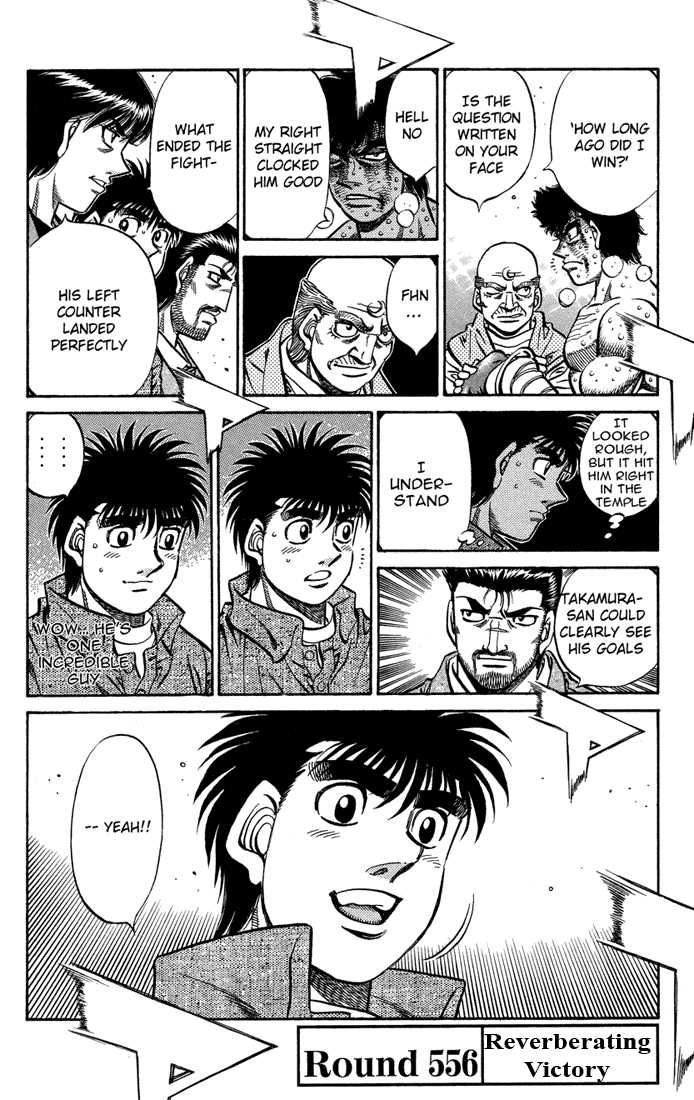 'HOW LONG
AGO DID I
WIN?'
IS THE
QUESTION
WRITTEN
ON YOUR
FACE
HELL
NO
MY RIGHT
STRAIGHT
CLOCKED
HIM GOOD
FHN
...
WHAT
ENDED THE
FIGHT-
HIS LEFT
COUNTER
LANDED
PERFECTLY
IT
LOOKED
ROUGH,
BUT IT HIT
HIM RIGHT
IN THE
TEMPLE
I
UNDER-
STAND
TAKAMURA-
SAN COULD
CLEARLY SEE
HIS GOALS
. . . . . .
WOW... HE'S
ONE
INCREDIBLE
GUY
-- YEAH!!
Round 556
Reverberating
Victory